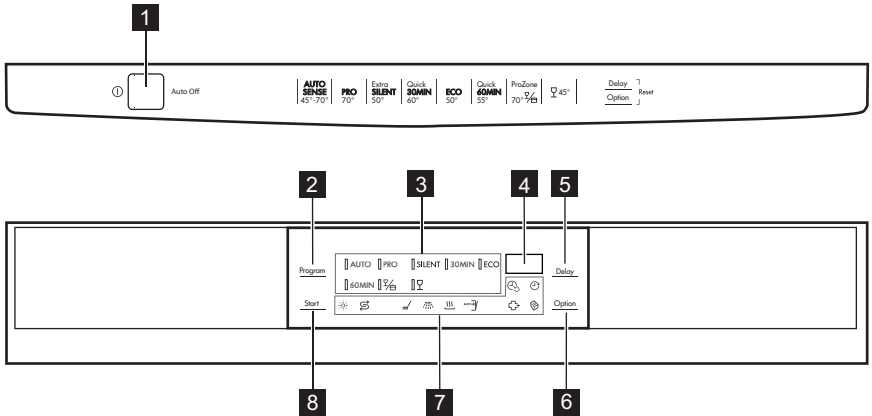 1
Auto Off
AUTO SENSE 45°-70°
PRO 70°
Extra SILENT 50°
Quick 30MIN 60°
ECO 50°
Quick 60MIN 55°
ProZone 70°
45°
Delay
Option
Reset
2
3
4
5
Program
AUTO PRO SILENT 30MIN ECO
Delay
60MIN
Start
Option
8
7
6